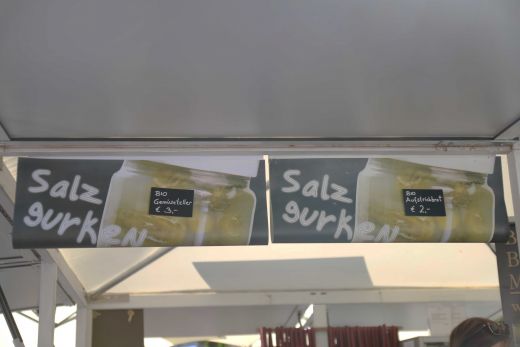 Salz
gurken
BIO
Gemüseteller
€ 3,-
Salz
gurken
BIO
Aufstrichbrot
€ 2,-